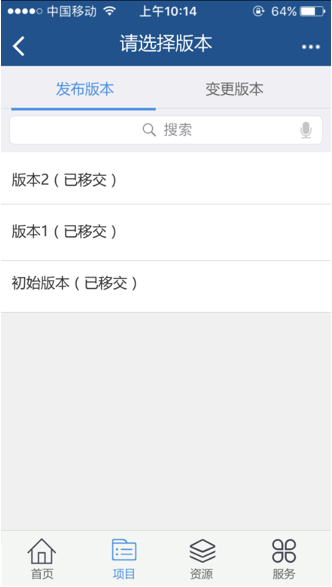 中国移动 上午10:14 64%
请选择版本
发布版本 变更版本
搜索
版本2（已移交）
版本1（已移交）
初始版本（已移交）
首页 项目 资源 服务